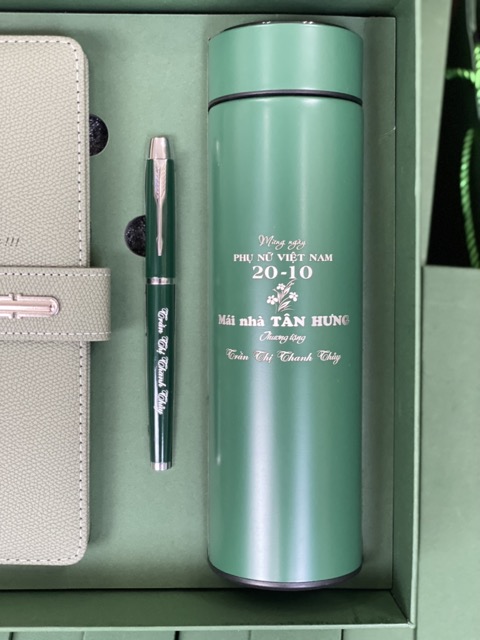 Mừng ngày
PHỤ NỮ VIỆT NAM
20-10
Mái nhà TÂN HƯNG
Thương tặng
Trần Thị Thanh Thủy
Trần Thị Thanh Thủy